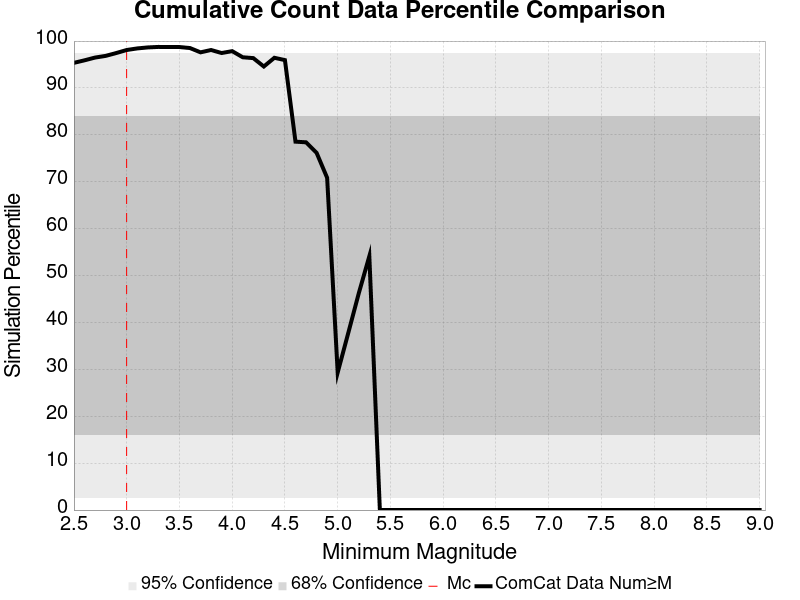 Cumulative Count Data Percentile Comparison
100
90
80
70
60
50
40
30
20
10
0
Simulation Percentile
2.5 3.0 3.5 4.0 4.5 5.0 5.5 6.0 6.5 7.0 7.5 8.0 8.5 9.0
Minimum Magnitude
95% Confidence 68% Confidence Mc ComCat Data Num≥M